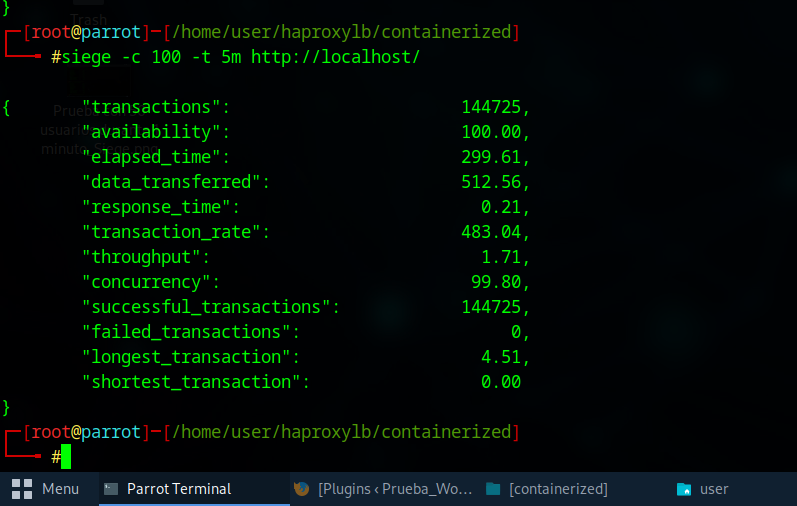 }
Trash
[root@parrot]─[/home/user/haproxylb/containerized]
#siege -c 100 -t 5m http://localhost/
{ "transactions": 144725,
"availability": 100.00,
"elapsed_time": 299.61,
"data_transferred": 512.56,
"response_time": 0.21,
"transaction_rate": 483.04,
"throughput": 1.71,
"concurrency": 99.80,
"successful_transactions": 144725,
"failed_transactions": 0,
"longest_transaction": 4.51,
"shortest_transaction": 0.00
}
[root@parrot]─[/home/user/haproxylb/containerized]
#
Menu Parrot Terminal [Plugins ‹ Prueba_Wo... [containerized] user